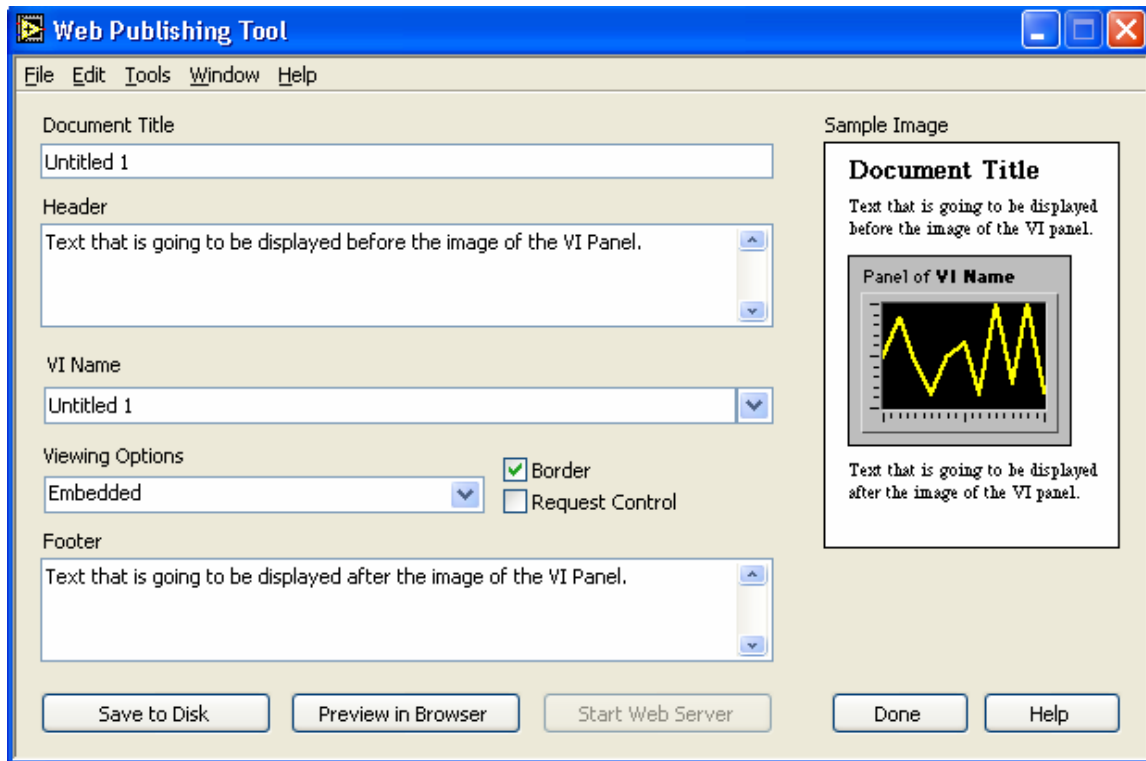 Web Publishing Tool
File Edit Tools Window Help
Document Title
Untitled 1
Header
Text that is going to be displayed before the image of the VI Panel.
VI Name
Untitled 1
Viewing Options
Embedded
Border
Request Control
Footer
Text that is going to be displayed after the image of the VI Panel.
Save to Disk
Preview in Browser
Start Web Server
Sample Image
Document Title
Text that is going to be displayed
before the image of the VI panel.
Panel of VI Name
Text that is going to be displayed
after the image of the VI panel.
Done
Help